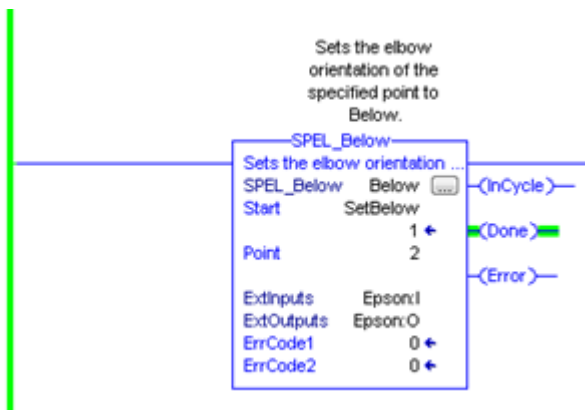 Sets the elbow
orientation of the
specified point to
Below.
SPEL_Below
Sets the elbow orientation ...
SPEL_Below Below ...
Start SetBelow
1
Point 2
ExtInputs Epson:I
ExtOutputs Epson:O
ErrCode1 0
ErrCode2 0
(InCycle)
(Done)
(Error)